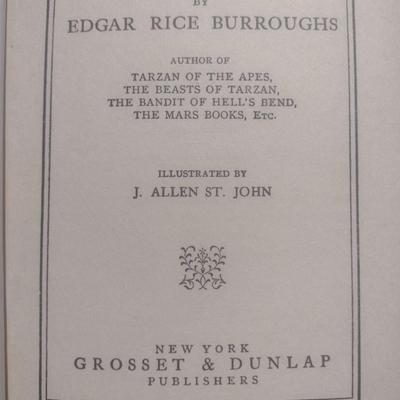 BY
EDGAR RICE BURROUGHS
AUTHOR OF
TARZAN OF THE APES,
THE BEASTS OF TARZAN,
THE BANDIT OF HELL'S BEND,
THE MARS BOOKS, ETC.
ILLUSTRATED BY
J. ALLEN ST. JOHN
NEW YORK
GROSSET & DUNLAP
PUBLISHERS